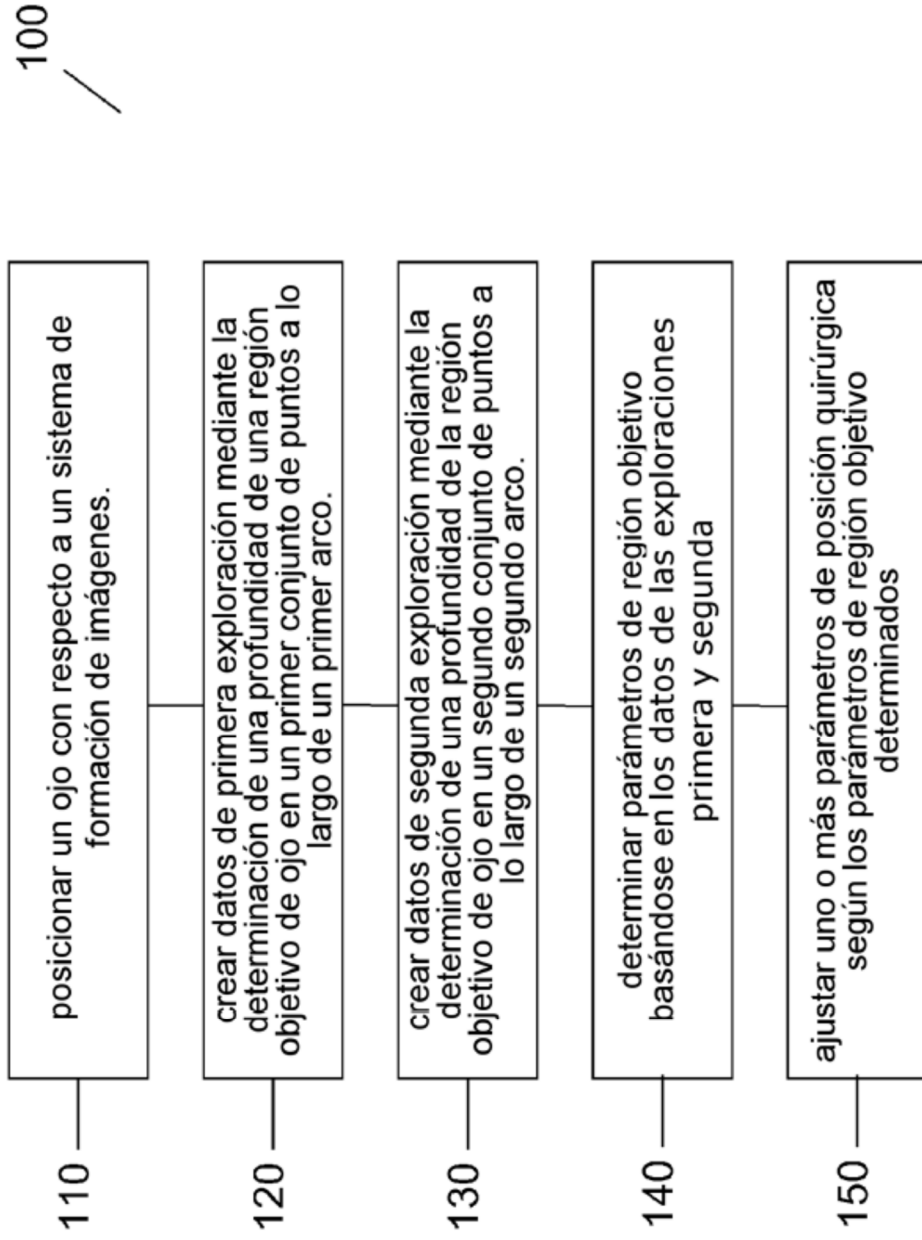 100
110
posicionar un ojo con respecto a un sistema de
formación de imágenes.
120
crear datos de primera exploración mediante la
determinación de una profundidad de una región
objetivo de ojo en un primer conjunto de puntos a lo
largo de un primer arco.
130
crear datos de segunda exploración mediante la
determinación de una profundidad de la región
objetivo de ojo en un segundo conjunto de puntos a
lo largo de un segundo arco.
140
determinar parámetros de región objetivo
basándose en los datos de las exploraciones
primera y segunda
150
ajustar uno o más parámetros de posición quirúrgica
según los parámetros de región objetivo
determinados